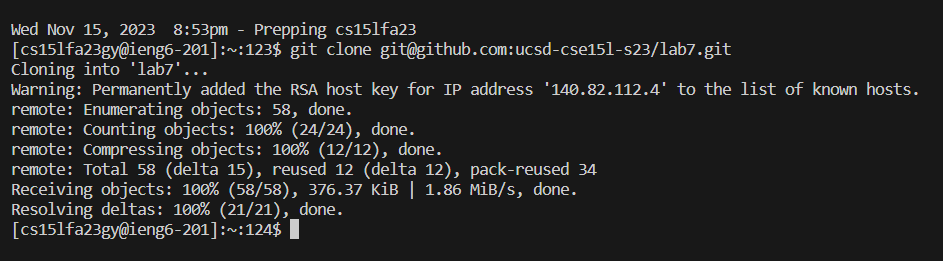 Wed Nov 15, 2023  8:53pm - Prepping cs15lfa23
[cs15lfa23gy@ieng6-201]:~:123$ git clone git@github.com:ucsd-cse15l-s23/lab7.git
Cloning into 'lab7'...
Warning: Permanently added the RSA host key for IP address '140.82.112.4' to the list of known hosts.
remote: Enumerating objects: 58, done.
remote: Counting objects: 100% (24/24), done.
remote: Compressing objects: 100% (12/12), done.
remote: Total 58 (delta 15), reused 12 (delta 12), pack-reused 34
Receiving objects: 100% (58/58), 376.37 KiB | 1.86 MiB/s, done.
Resolving deltas: 100% (21/21), done.
[cs15lfa23gy@ieng6-201]:~:124$